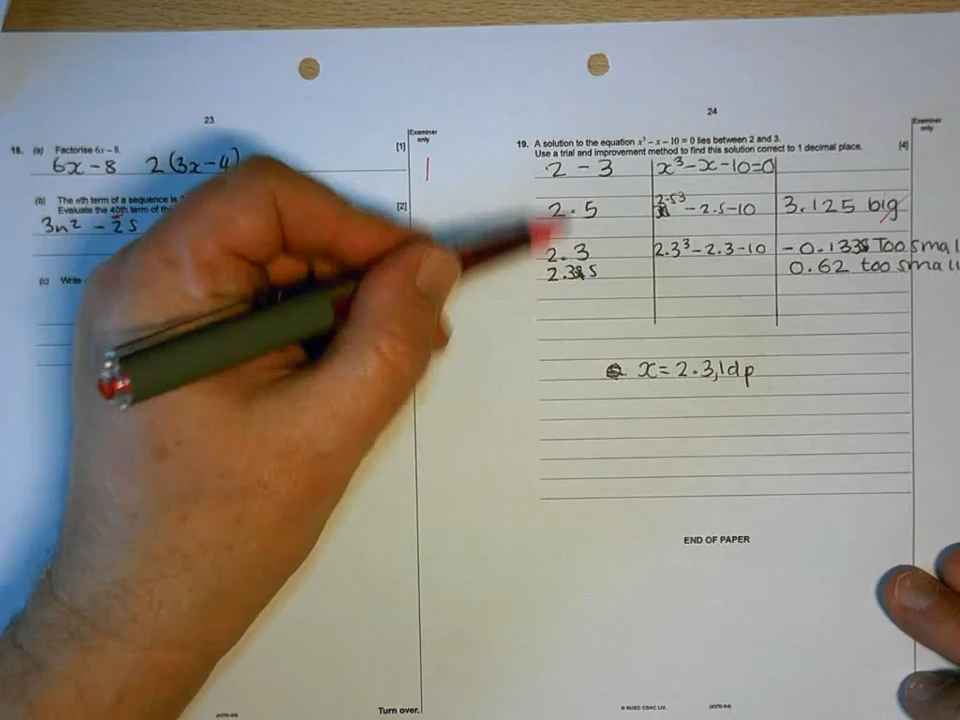 23
Examiner
only
18. (a) Factorise 6x – 8.
[1]
6x – 8 2(3x – 4)
1
(b) The nth term of a sequence is
Evaluate the 40th term of the
[2]
3n² – 25
(c) Write
Turn over.
24
Examiner
only
19. A solution to the equation x³ – x – 10 = 0 lies between 2 and 3.
Use a trial and improvement method to find this solution correct to 1 decimal place.
[4]
2 – 3 x³ – x – 10 = 0
2.5 2.5³ – 2.5 – 10 3.125 big
2.3 2.3³ – 2.3 – 10 – 0.133 Too small
2.35 0.62 too small
x = 2.3, 1dp
END OF PAPER
© WJEC CBAC Ltd.